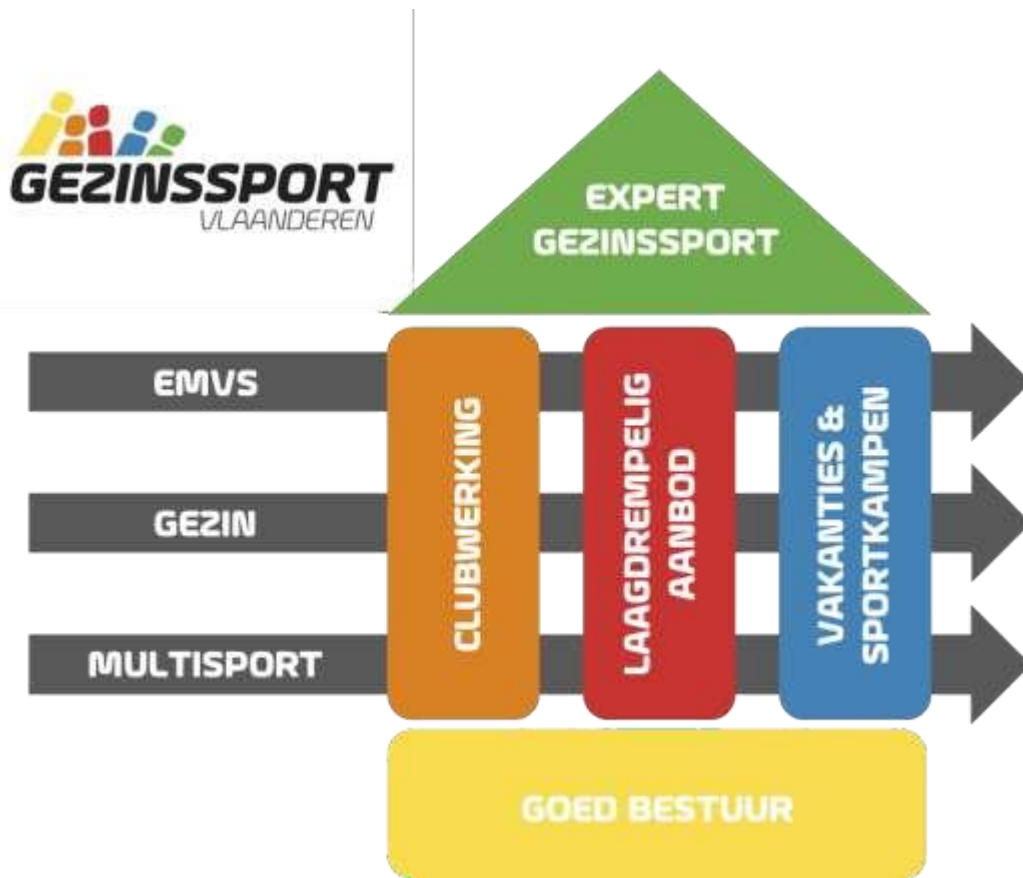 GEZINSSPORT
VLAANDEREN
EXPERT
GEZINSSPORT
EMVS
GEZIN
MULTISPORT
CLUBWERKING
LAAGDREMPELIG
AANBOD
VAKANTIES &
SPORTKAMPEN
GOED BESTUUR